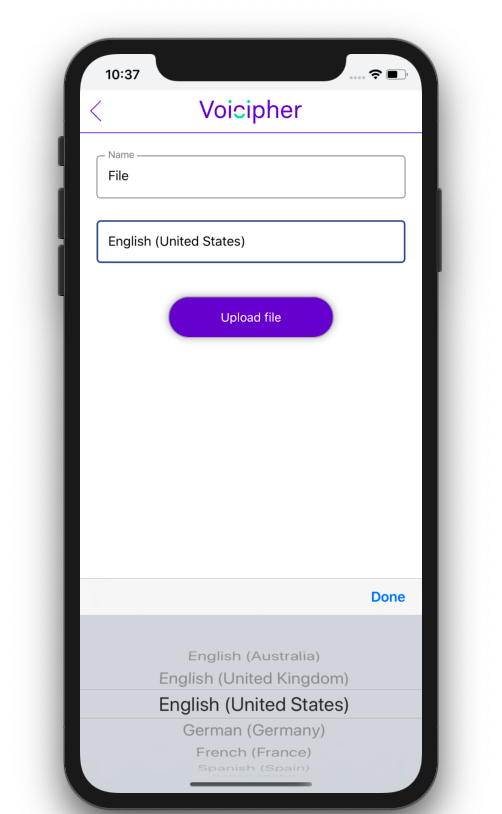 10:37
Voicipher
Name
File
English (United States)
Upload file
Done
English (Australia)
English (United Kingdom)
English (United States)
German (Germany)
French (France)
Spanish (Spain)